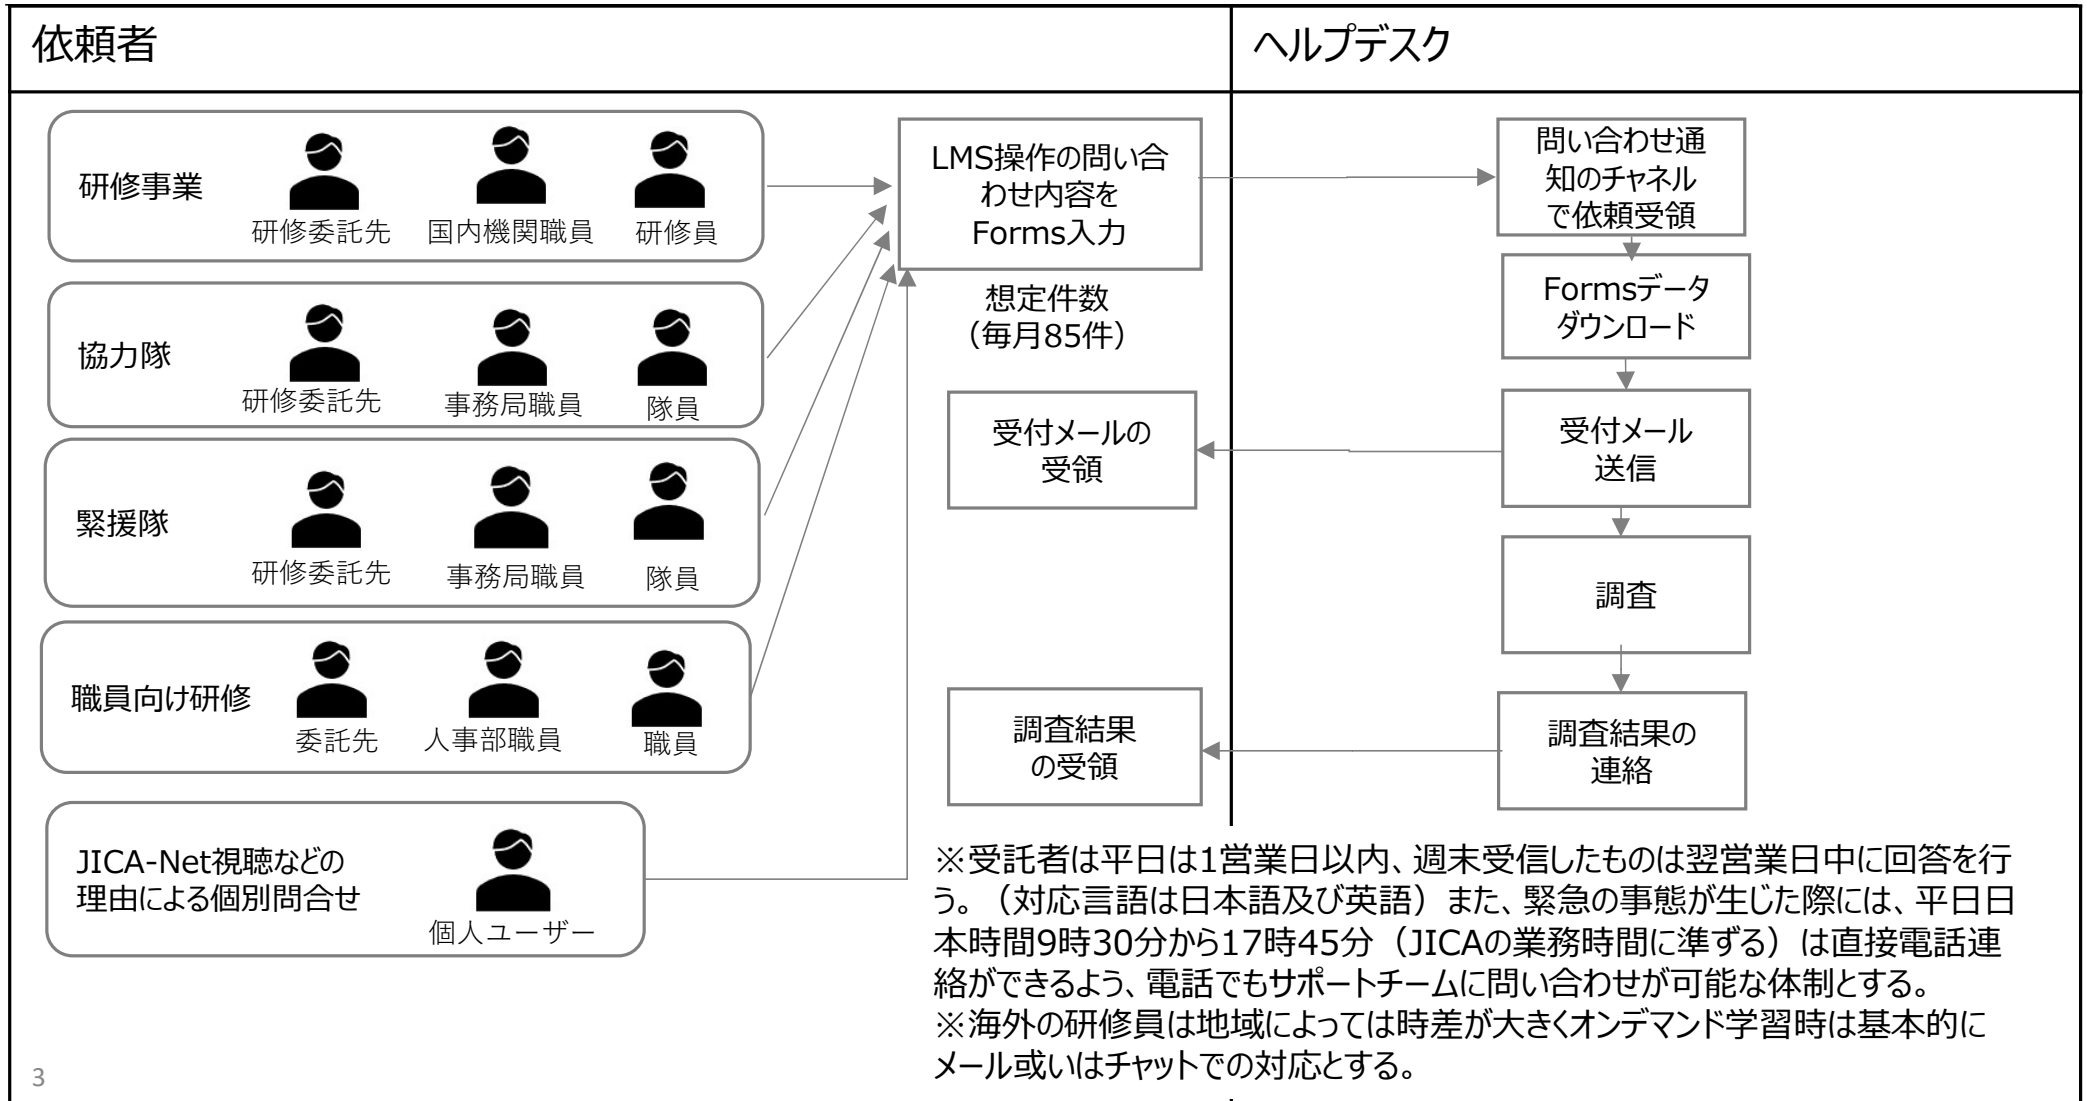 依頼者
ヘルプデスク
研修事業
研修委託先
国内機関職員
研修員
協力隊
研修委託先
事務局職員
隊員
緊援隊
研修委託先
事務局職員
隊員
職員向け研修
委託先
人事部職員
職員
JICA-Net視聴などの
理由による個別問合せ
個人ユーザー
LMS操作の問い合
わせ内容を
Forms入力
想定件数
（毎月85件）
受付メールの
受領
調査結果
の受領
問い合わせ通
知のチャネル
で依頼受領
Formsデータ
ダウンロード
受付メール
送信
調査
調査結果の
連絡
※受託者は平日は1営業日以内、週末受信したものは翌営業日中に回答を行
う。（対応言語は日本語及び英語）また、緊急の事態が生じた際には、平日日
本時間9時30分から17時45分（JICAの業務時間に準ずる）は直接電話連
絡ができるよう、電話でもサポートチームに問い合わせが可能な体制とする。
※海外の研修員は地域によっては時差が大きくオンデマンド学習時は基本的に
メール或いはチャットでの対応とする。
3